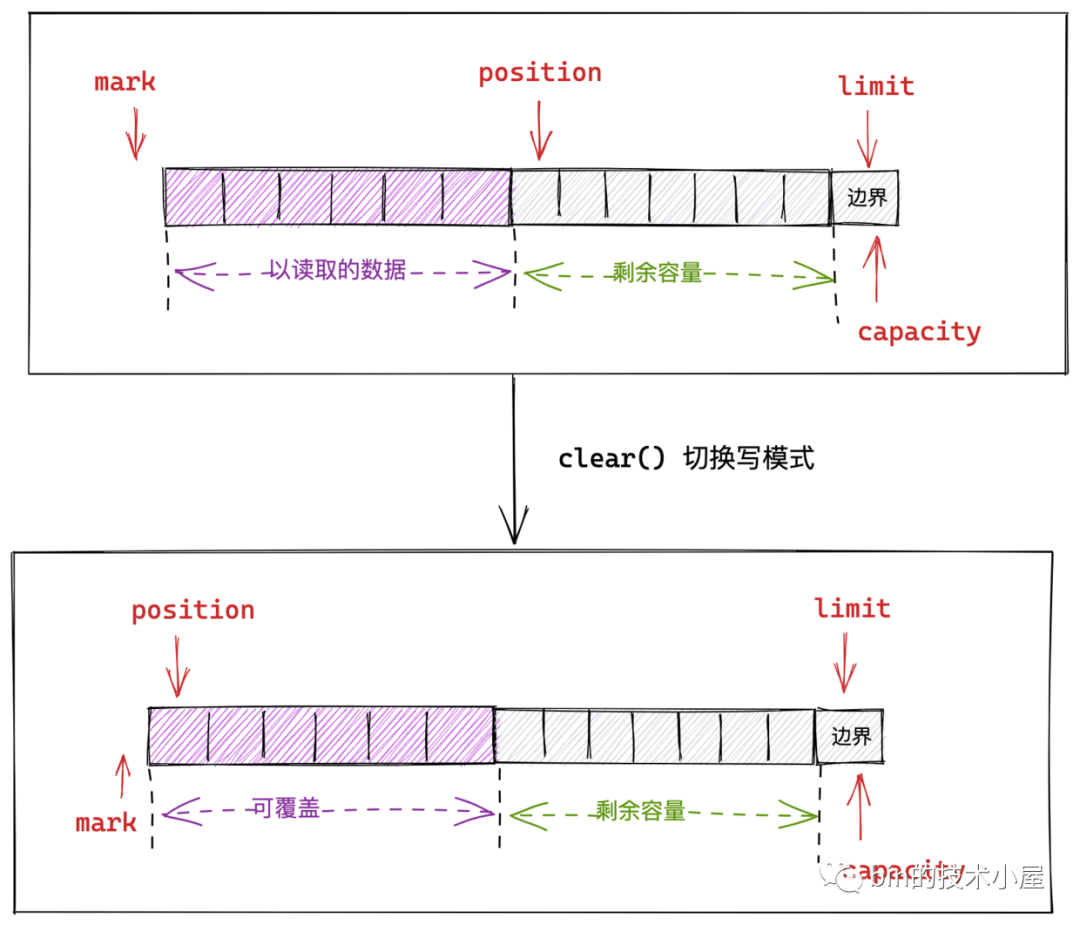 mark
position
limit
边界
以读取的数据
剩余容量
capacity
clear() 切换写模式
position
limit
边界
mark
可覆盖
剩余容量
capacity
bin的技术小屋